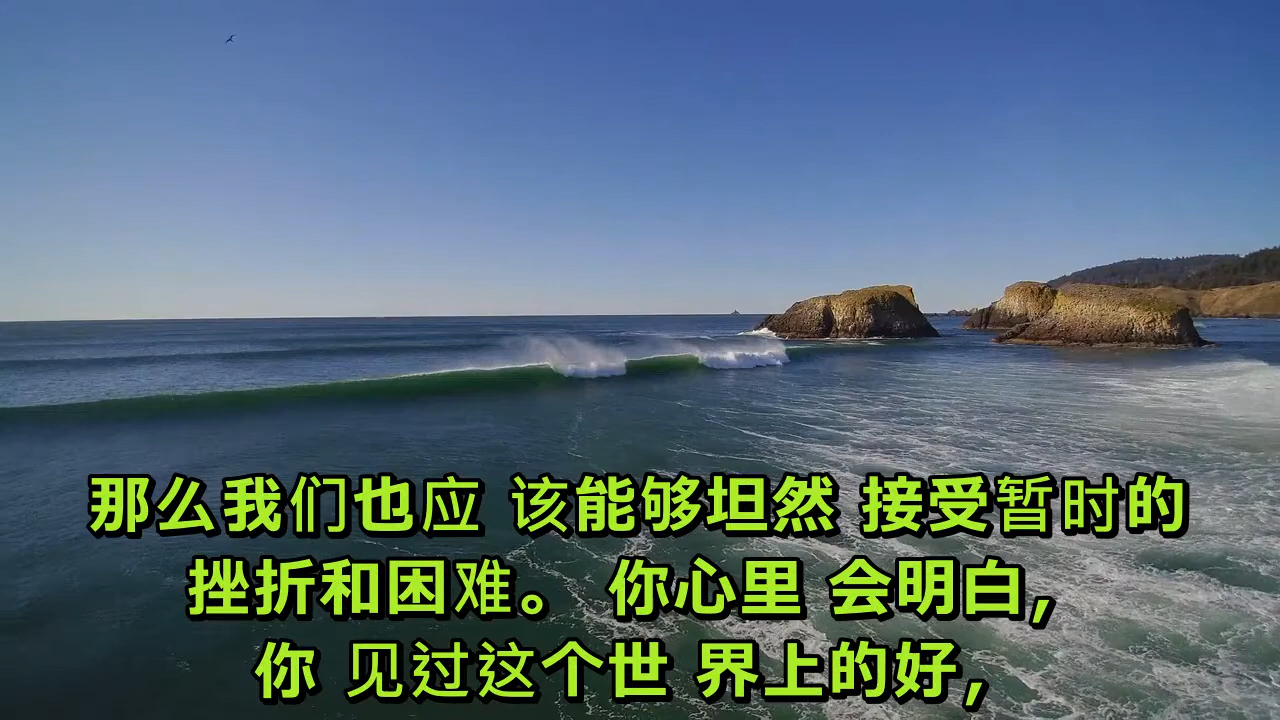 那么我们也应 该能够坦然 接受暂时的
挫折和困难。 你心里 会明白,
你 见过这个世 界上的好,